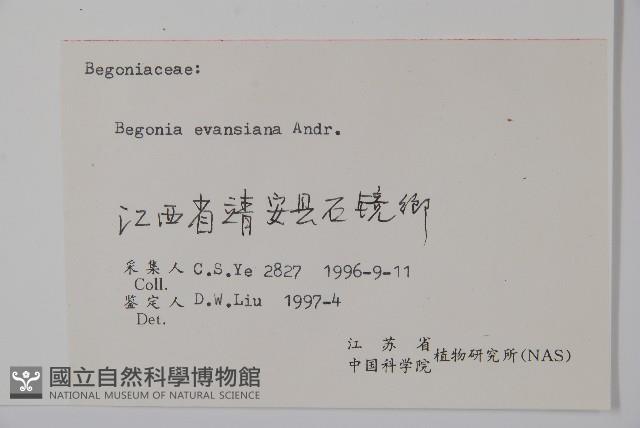 Begoniaceae:
Begonia evansiana Andr.
江西省靖安县石镜鄉
采集人 C.S.Ye 2827 1996-9-11
Coll.
鉴定人 D.W.Liu 1997-4
Det.
江苏省
中国科学院植物研究所(NAS)
國立自然科學博物館
NATIONAL MUSEUM OF NATURAL SCIENCE